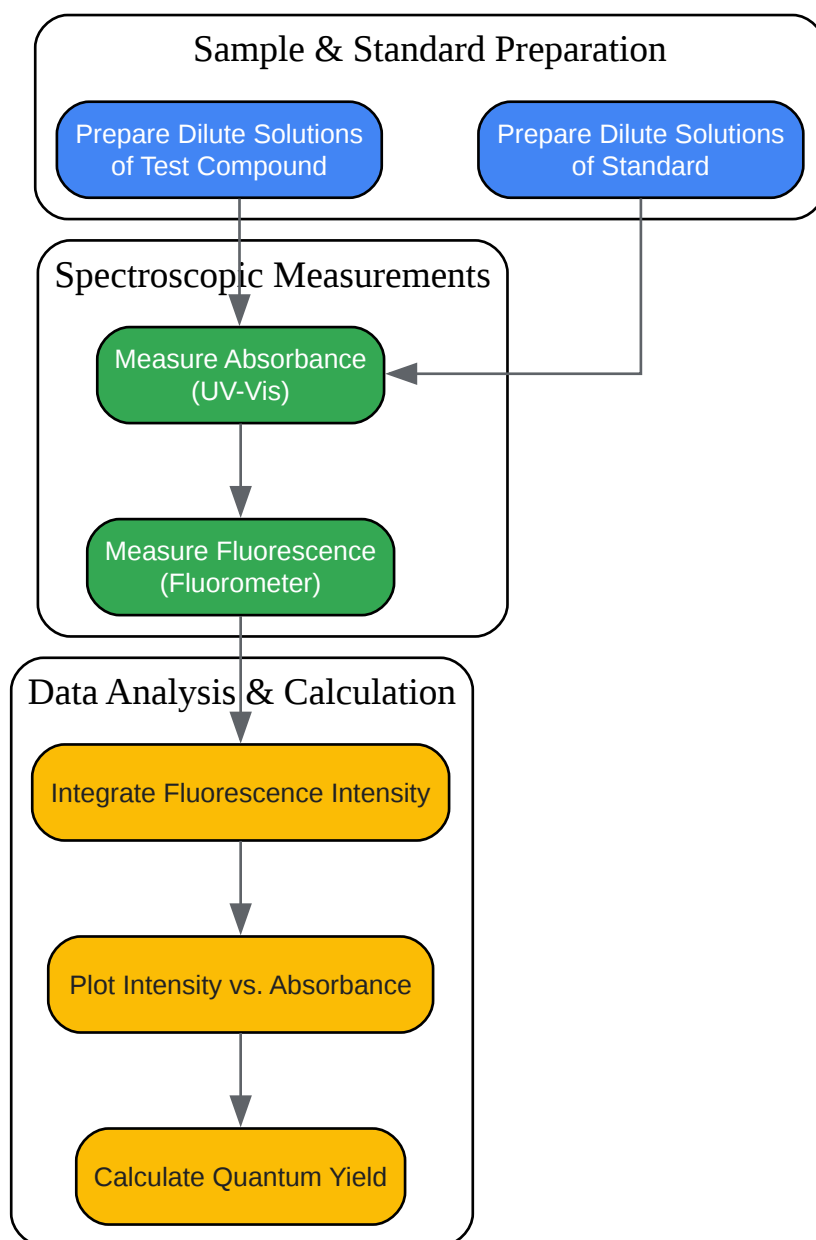 Sample & Standard Preparation
Prepare Dilute Solutions
of Test Compound
Prepare Dilute Solutions
of Standard
Spectroscopic Measurements
Measure Absorbance
(UV-Vis)
Measure Fluorescence
(Fluorometer)
Data Analysis & Calculation
Integrate Fluorescence Intensity
Plot Intensity vs. Absorbance
Calculate Quantum Yield